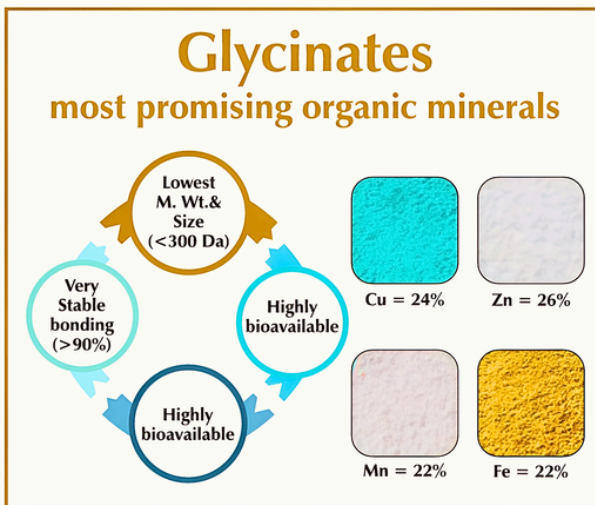 Glycinates
most promising organic minerals
Lowest
M. Wt.&
Size
(<300 Da)
Very
Stable
bonding
(>90%)
Highly
bioavailable
Highly
bioavailable
Cu = 24%
Zn = 26%
Mn = 22%
Fe = 22%